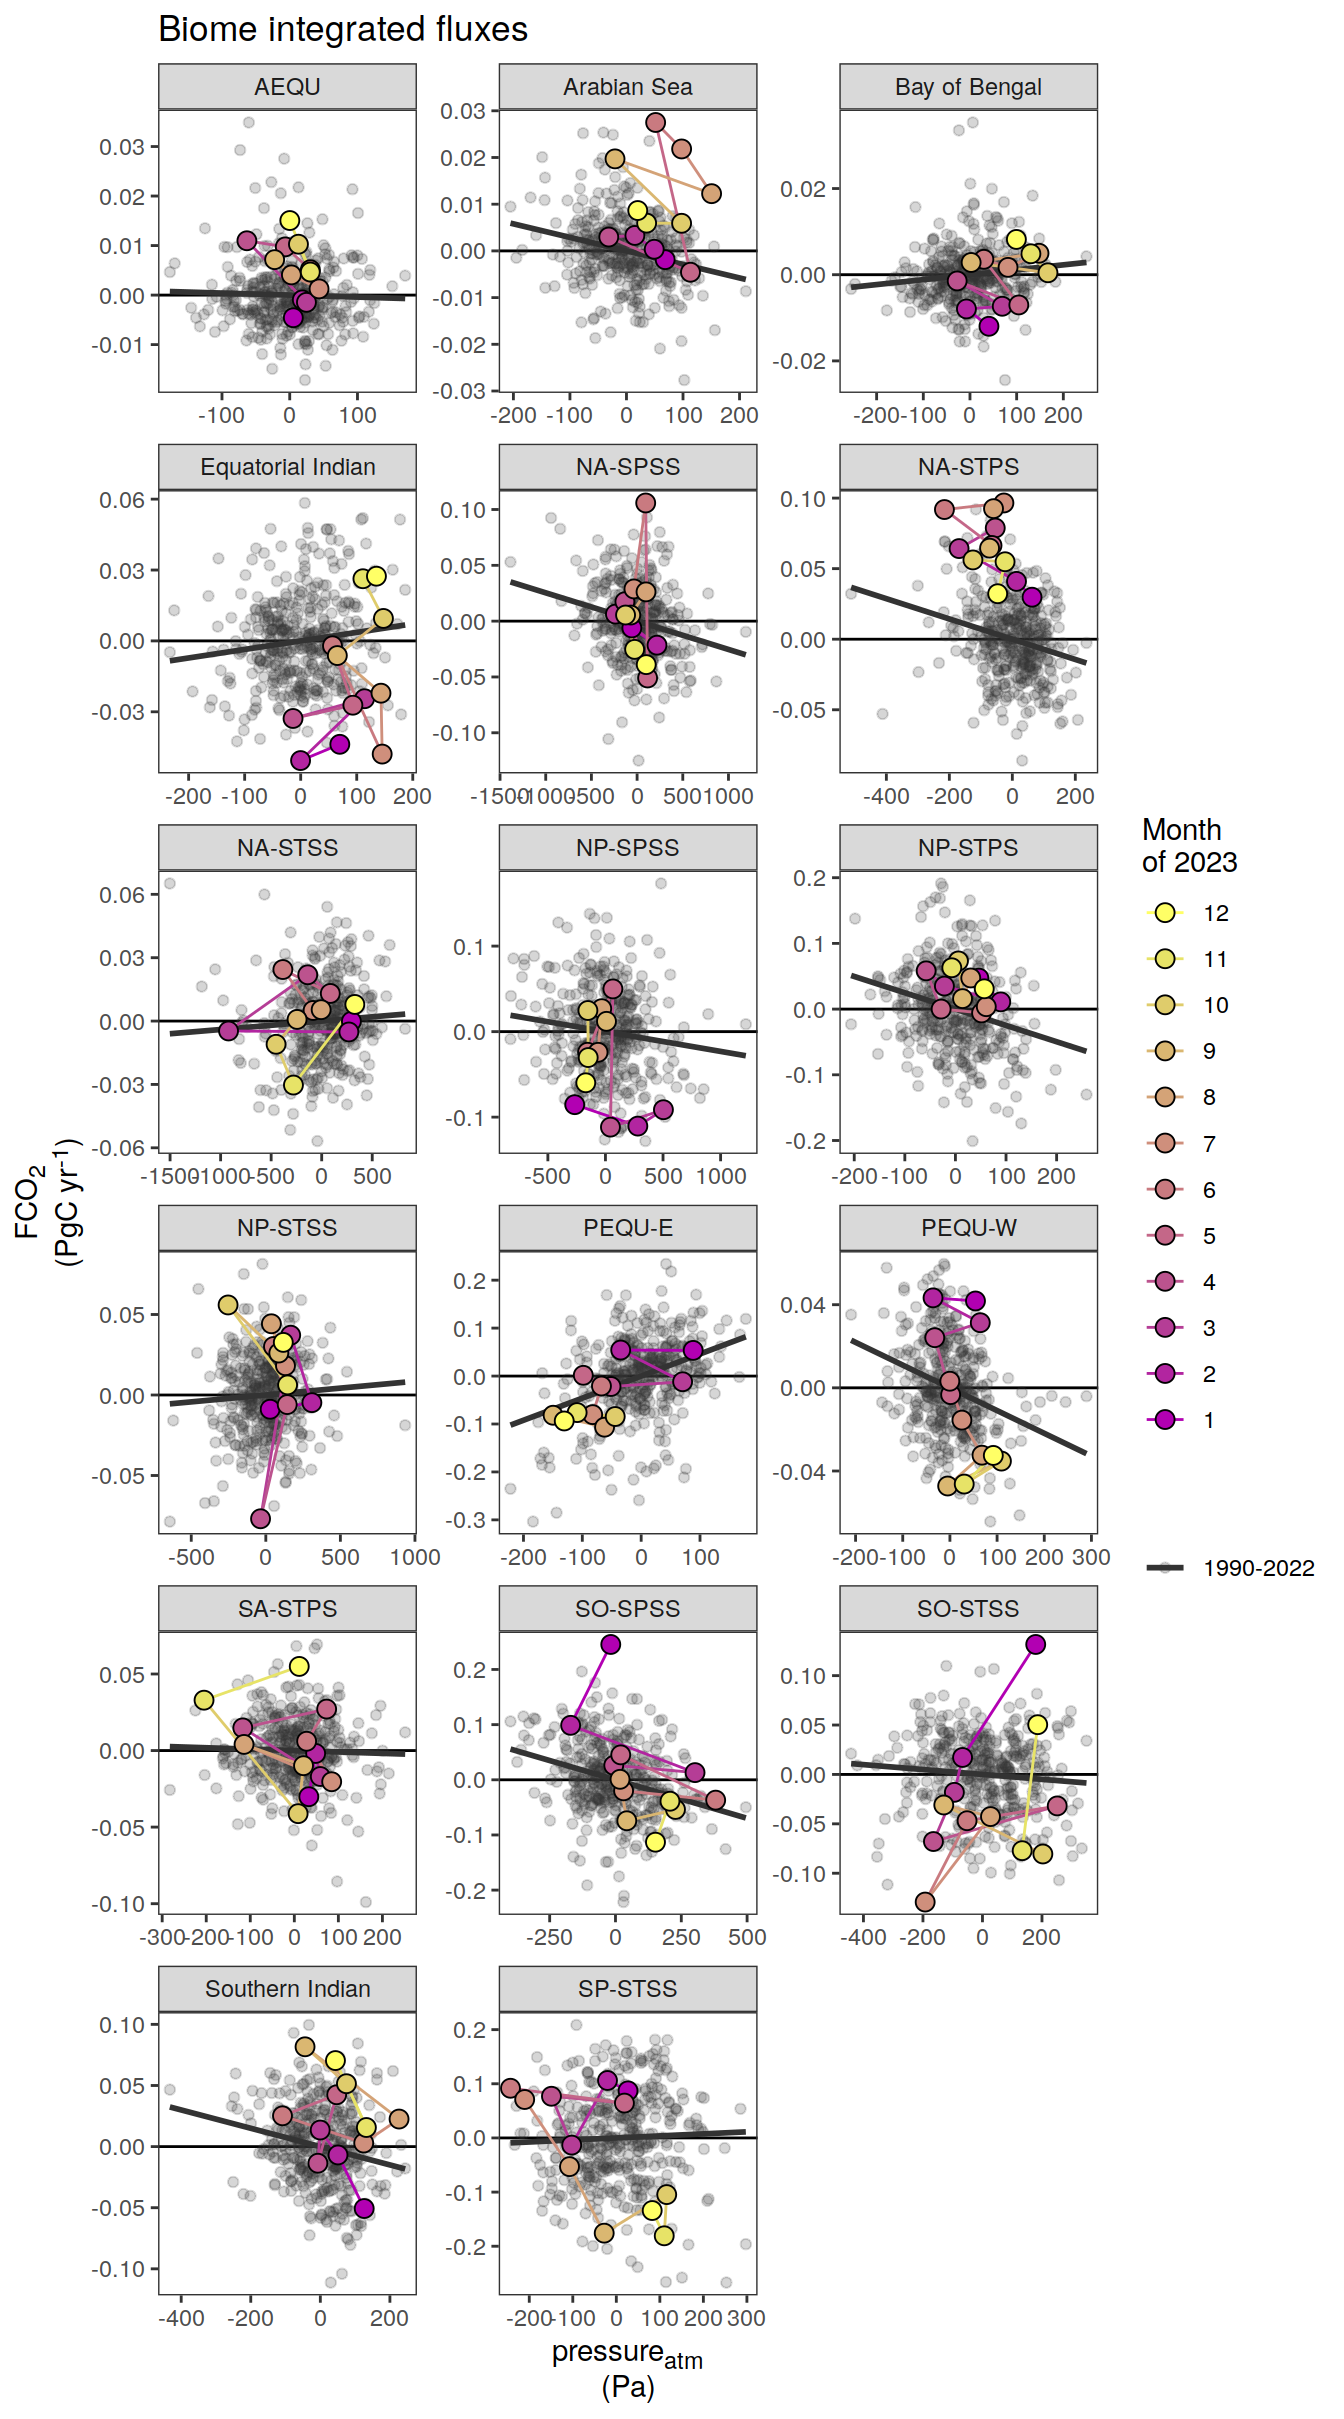 Biome integrated fluxes
AEQU
Arabian Sea
Bay of Bengal
0.03
0.02
0.01
0.00
-0.01
0.03
0.02
0.01
0.00
-0.01
-0.02
-0.03
0.02
0.00
-0.02
-100 0 100
-200 -100 0 100 200
-200 -100 0 100 200
Equatorial Indian
NA-SPSS
NA-STPS
0.06
0.03
0.00
-0.03
0.10
0.05
0.00
-0.05
-0.10
0.10
0.05
0.00
-0.05
-200 -100 0 100 200
-1500 -1000 -500 0 500 1000
-400 -200 0 200
NA-STSS
NP-SPSS
NP-STPS
0.06
0.03
0.00
-0.03
-0.06
0.1
0.0
-0.1
0.2
0.1
0.0
-0.1
-0.2
-1500 -1000 -500 0 500
-500 0 500 1000
-200 -100 0 100 200
NP-STSS
PEQU-E
PEQU-W
0.05
0.00
-0.05
0.2
0.1
0.0
-0.1
-0.2
-0.3
0.04
0.00
-0.04
-500 0 500 1000
-200 -100 0 100
-200 -100 0 100 200 300
SA-STPS
SO-SPSS
SO-STSS
0.05
0.00
-0.05
-0.10
0.2
0.1
0.0
-0.1
-0.2
0.10
0.05
0.00
-0.05
-0.10
-300 -200 -100 0 100 200
-250 0 250 500
-400 -200 0 200
Southern Indian
SP-STSS
0.10
0.05
0.00
-0.05
-0.10
0.2
0.1
0.0
-0.1
-0.2
-400 -200 0 200
-200 -100 0 100 200 300
FCO₂
(PgC yr⁻¹)
pressureatm
(Pa)
Month
of 2023
12
11
10
9
8
7
6
5
4
3
2
1
1990-2022